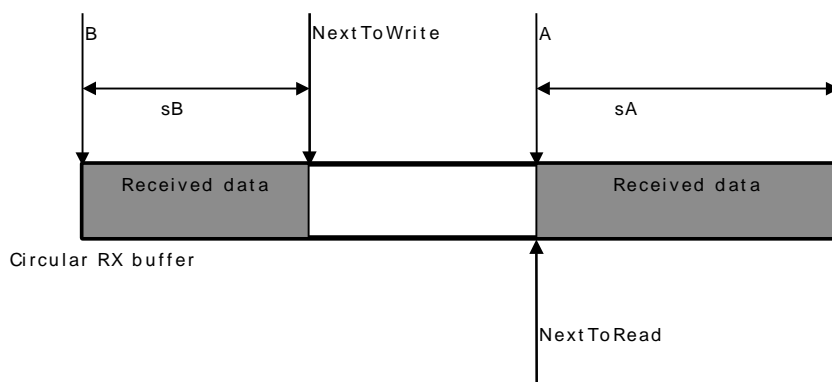 B
NextToWrite
A
sB
sA
Received data
Received data
Circular RX buffer
NextToRead